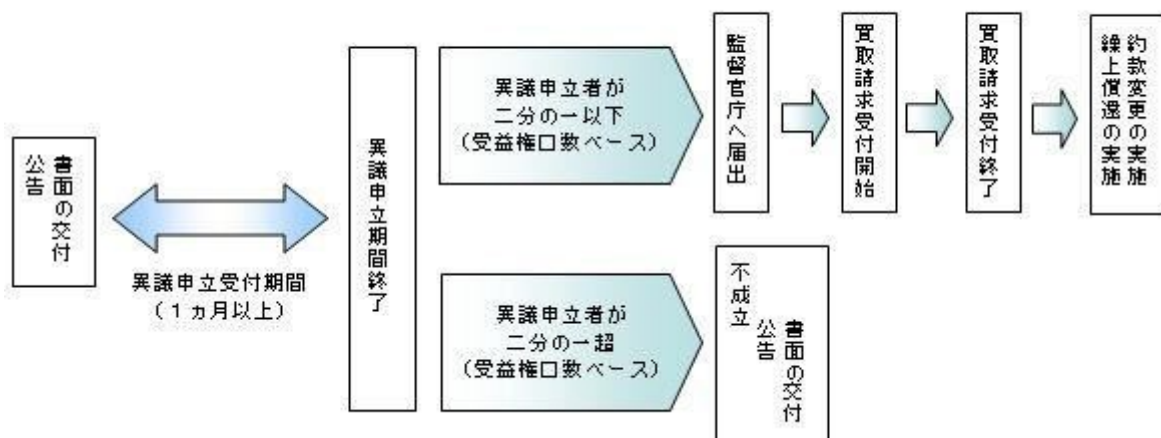 書面の交付
公告
異議申立受付期間
(1ヵ月以上)
異議申立期間終了
異議申立者が
二分の一以下
(受益権口数ベース)
監督官庁へ届出
買取請求受付開始
買取請求受付終了
約款変更の実施
繰上償還の実施
異議申立者が
二分の一超
(受益権口数ベース)
不成立
書面の交付
公告